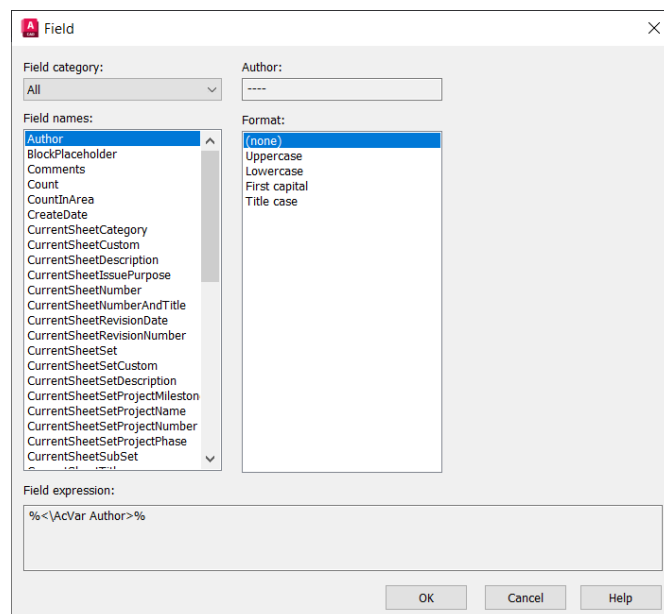 Field
Field category:
All
Author:
----
Field names:
Author
BlockPlaceholder
Comments
Count
CountInArea
CreateDate
CurrentSheetCategory
CurrentSheetCustom
CurrentSheetDescription
CurrentSheetIssuePurpose
CurrentSheetNumber
CurrentSheetNumberAndTitle
CurrentSheetRevisionDate
CurrentSheetRevisionNumber
CurrentSheetSet
CurrentSheetSetCustom
CurrentSheetSetDescription
CurrentSheetSetProjectMileston
CurrentSheetSetProjectName
CurrentSheetSetProjectNumber
CurrentSheetSetProjectPhase
CurrentSheetSubSet
Format:
(none)
Uppercase
Lowercase
First capital
Title case
Field expression:
%<\AcVar Author>%
OK
Cancel
Help